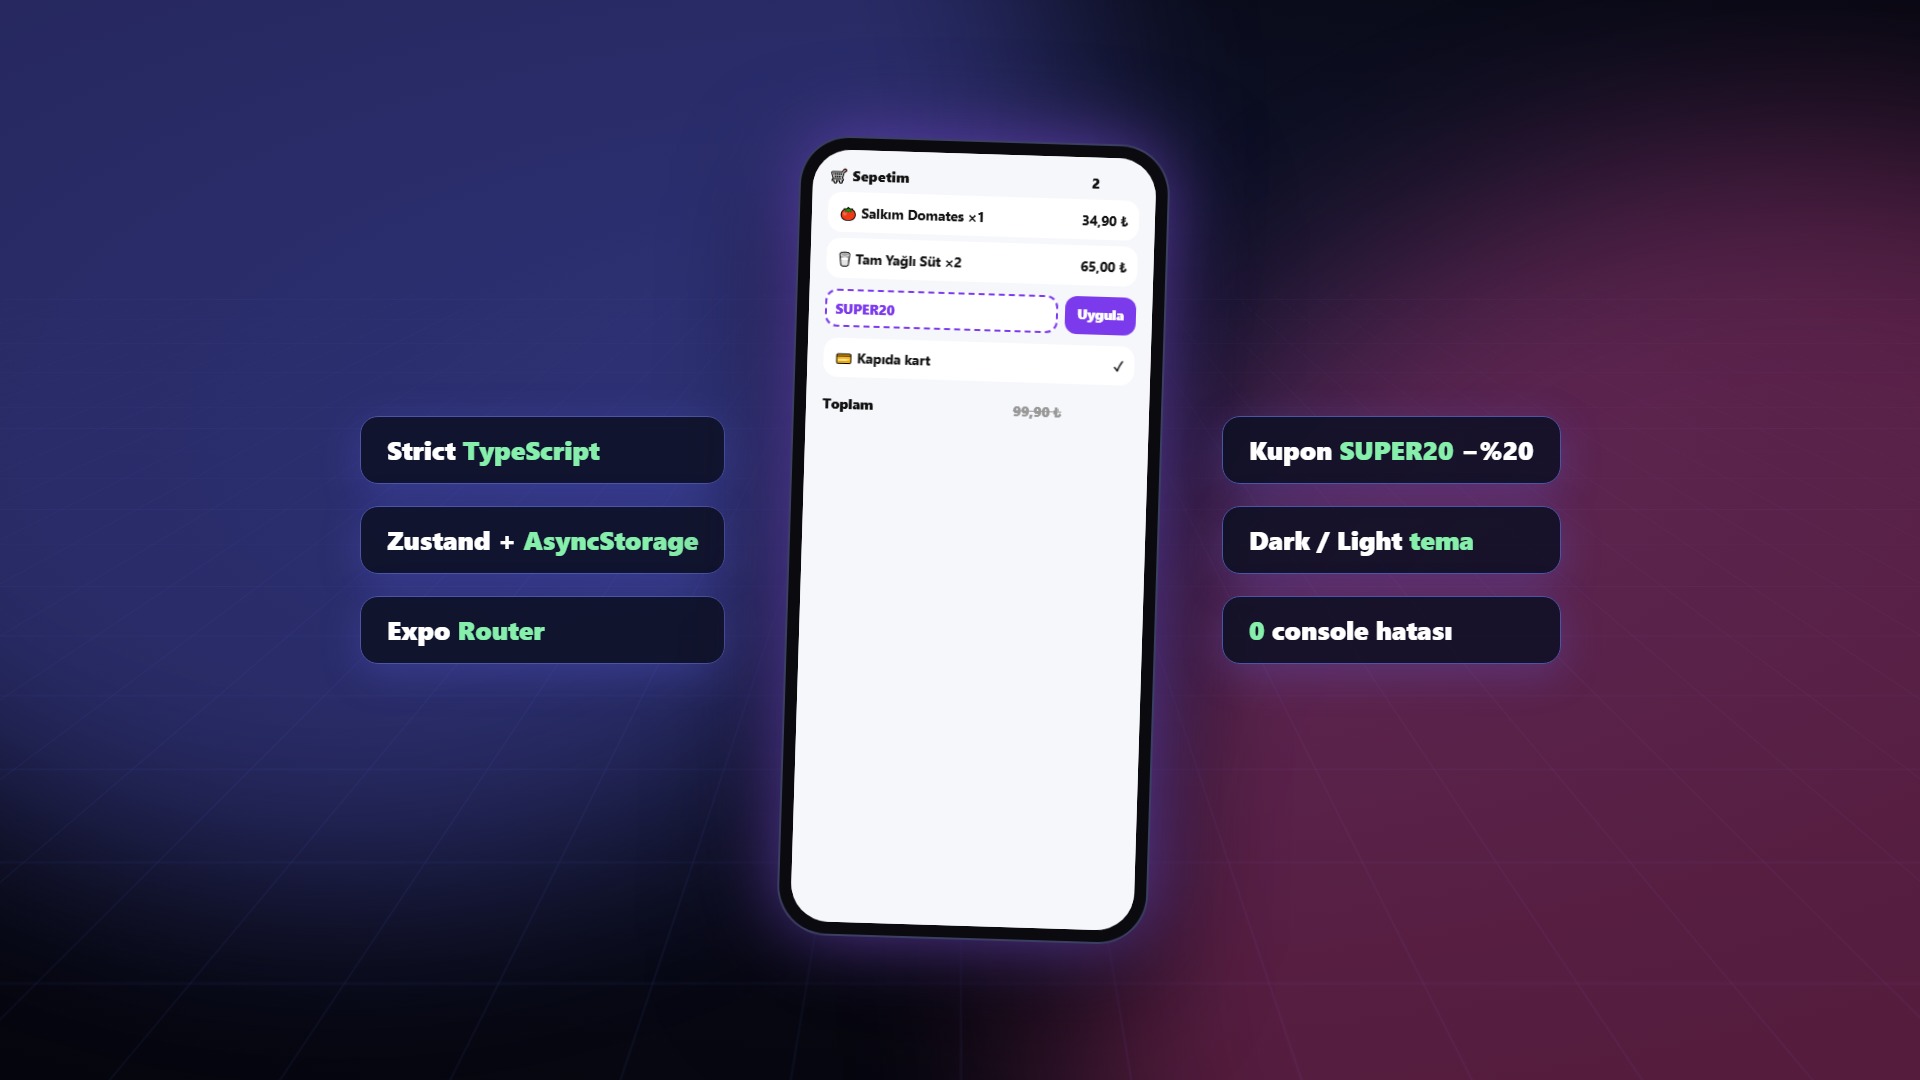 Strict TypeScript
Zustand + AsyncStorage
Expo Router
Sepetim 2
Salkım Domates ×1 34,90 ₺
Tam Yağlı Süt ×2 65,00 ₺
SUPER20 Uygula
Kapıda kart ✓
Toplam 99,90 ₺
Kupon SUPER20 −%20
Dark / Light tema
0 console hatası